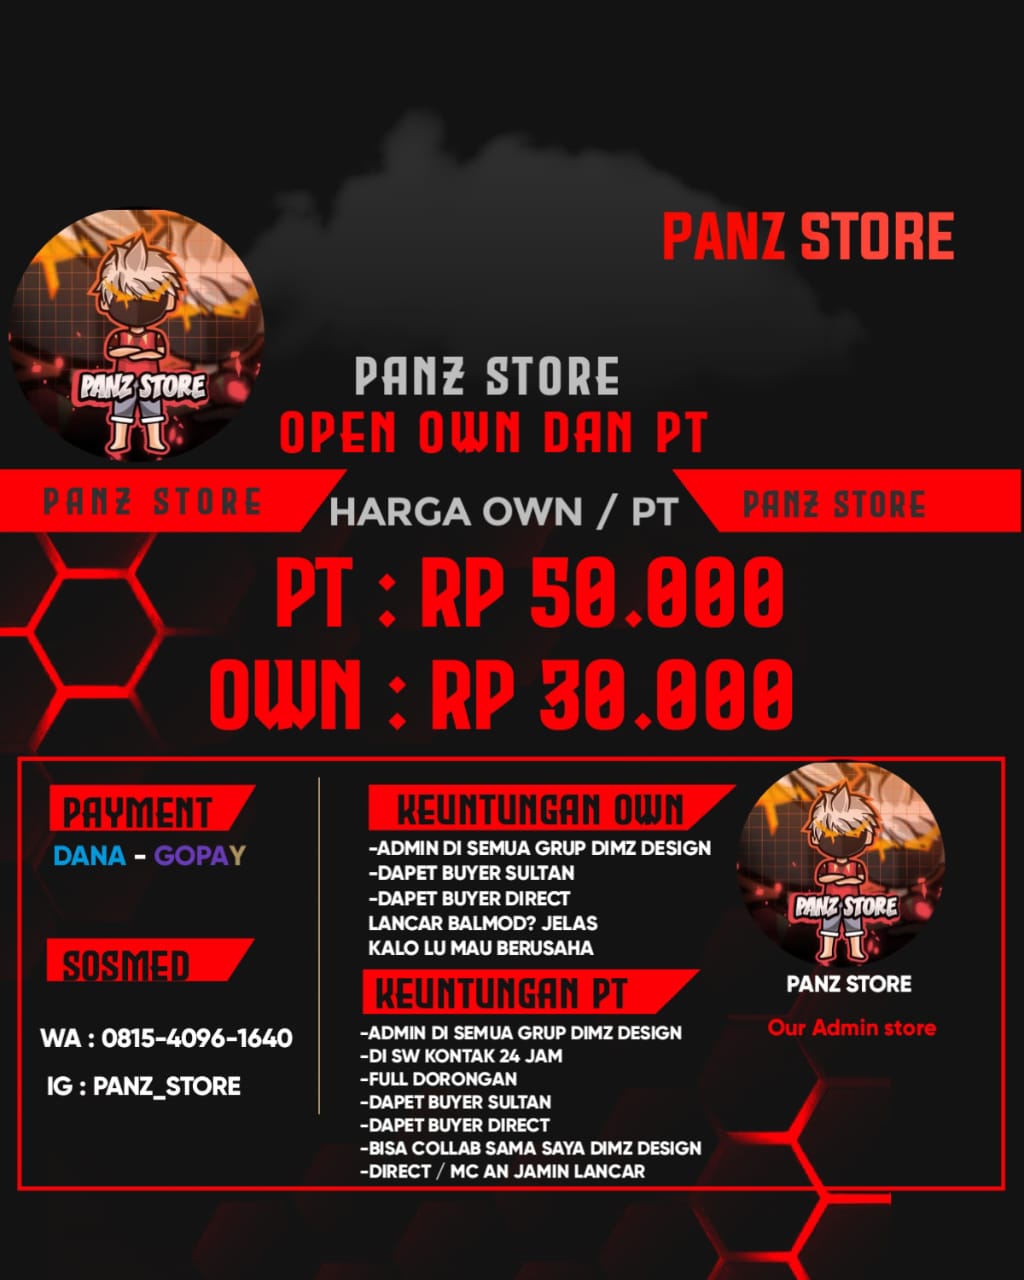 PANZ STORE
PANZ STORE
PANZ STORE
OPEN OWN DAN PT
PANZ STORE
HARGA OWN / PT
PANZ STORE
PT : RP 50.000
OWN : RP 30.000
PAYMENT
DANA - GOPAY
SOSMED
WA : 0815-4096-1640
IG : PANZ_STORE
KEUNTUNGAN OWN
-ADMIN DI SEMUA GRUP DIMZ DESIGN
-DAPET BUYER SULTAN
-DAPET BUYER DIRECT
LANCAR BALMOD? JELAS
KALO LU MAU BERUSAHA
KEUNTUNGAN PT
-ADMIN DI SEMUA GRUP DIMZ DESIGN
-DI SW KONTAK 24 JAM
-FULL DORONGAN
-DAPET BUYER SULTAN
-DAPET BUYER DIRECT
-BISA COLLAB SAMA SAYA DIMZ DESIGN
-DIRECT / MC AN JAMIN LANCAR
PANZ STORE
PANZ STORE
Our Admin store